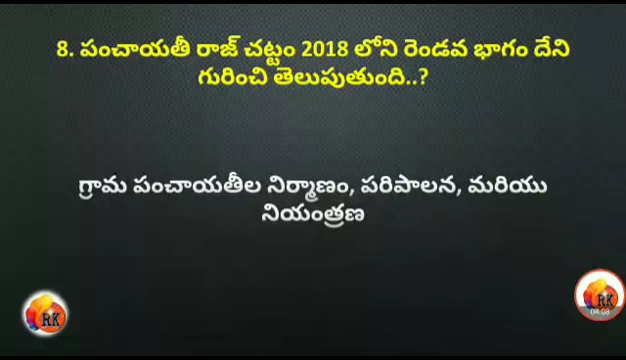 8. పంచాయతీ రాజ్ చట్టం 2018 లోని రెండవ భాగం దేని
గురించి తెలుపుతుంది..?
గ్రామ పంచాయతీల నిర్మాణం, పరిపాలన, మరియు
నియంత్రణ
RK
RK
04:08